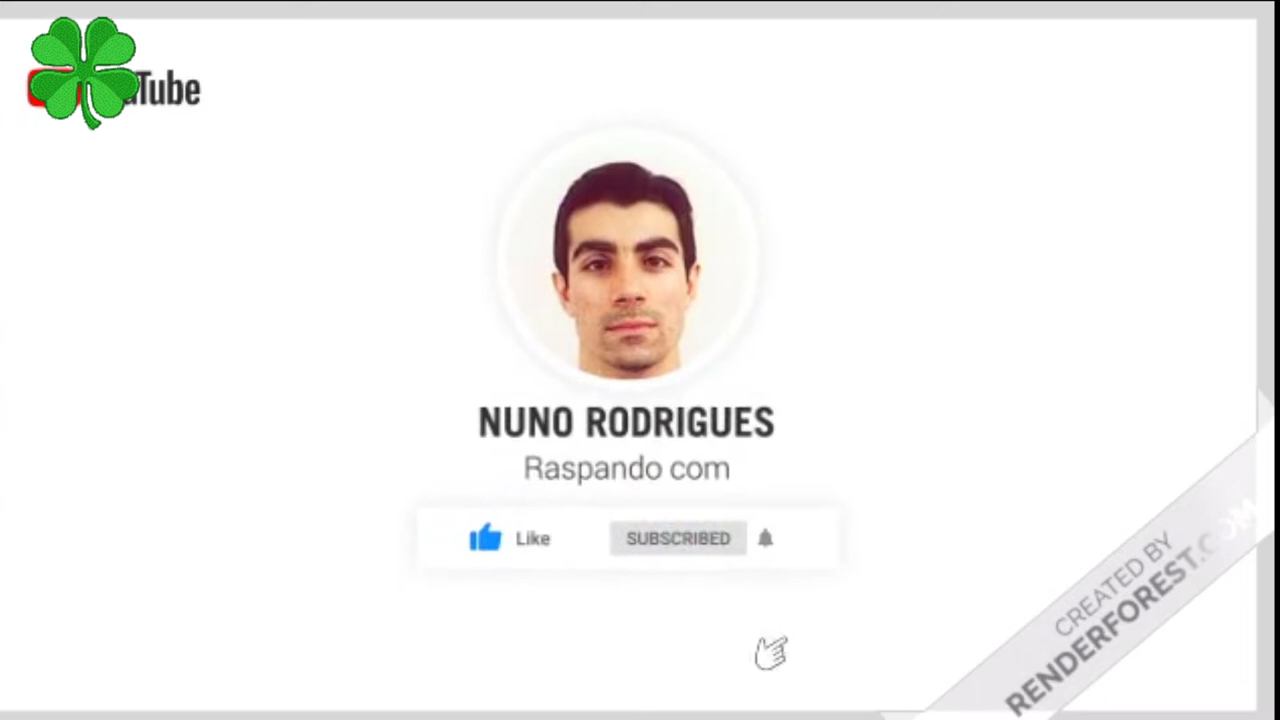 Tube
NUNO RODRIGUES
Raspando com
Like
SUBSCRIBED
CREATED BY
RENDERFOREST.COM